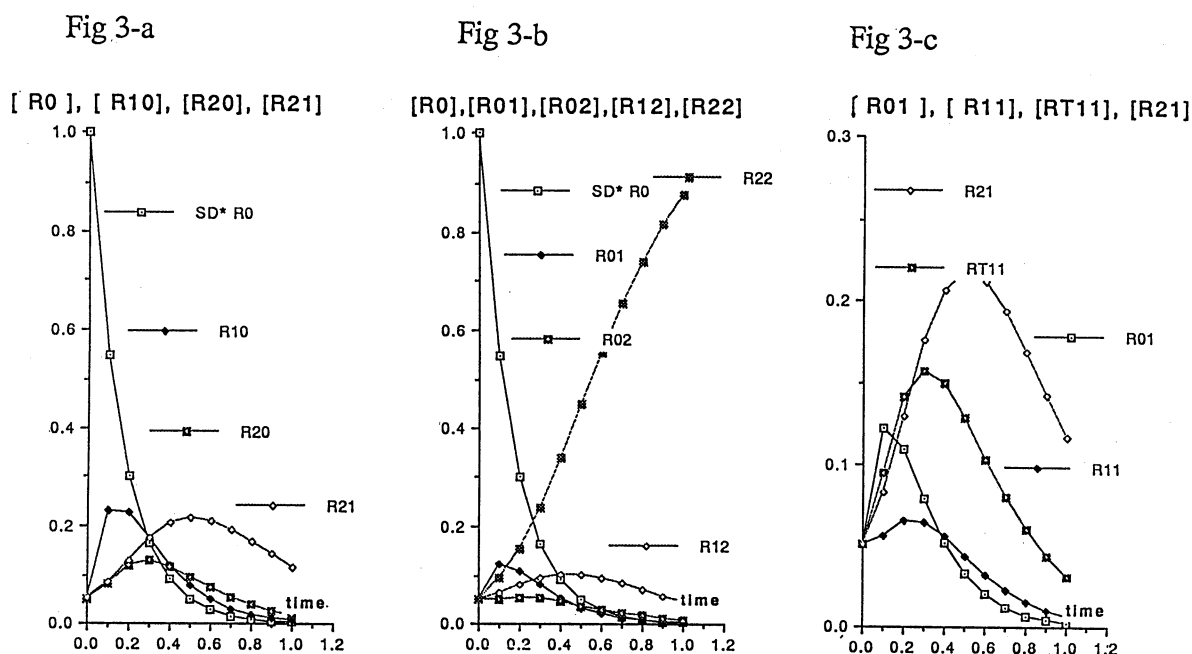 Fig 3-a
[ R0 ], [ R10], [R20], [R21]
1.0
0.8
0.6
0.4
0.2
0.0
SD* R0
R10
R20
R21
time
0.0 0.2 0.4 0.6 0.8 1.0 1.2
Fig 3-b
[R0],[R01],[R02],[R12],[R22]
1.0
0.8
0.6
0.4
0.2
0.0
R22
SD* R0
R01
R02
R12
time
0.0 0.2 0.4 0.6 0.8 1.0 1.2
Fig 3-c
[ R01 ], [ R11], [RT11], [R21]
0.3
0.2
0.1
0.0
R21
RT11
R01
R11
time
0.0 0.2 0.4 0.6 0.8 1.0 1.2